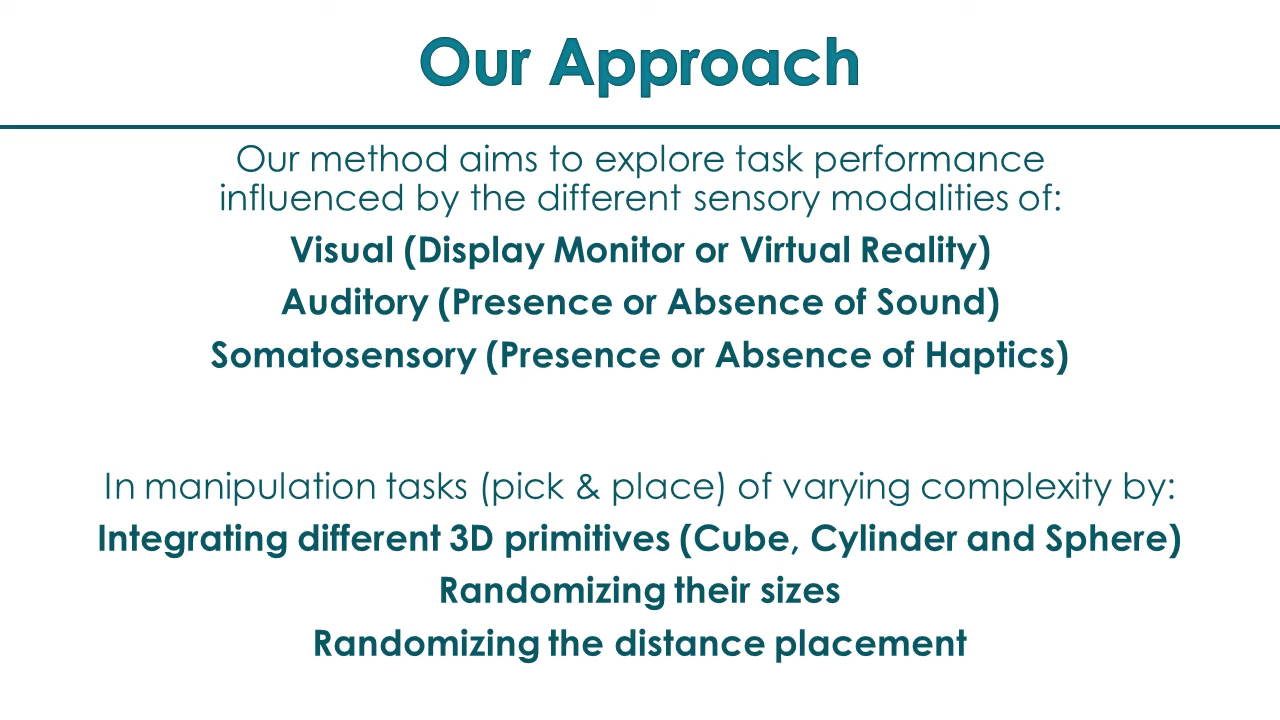 Our Approach
Our method aims to explore task performance
influenced by the different sensory modalities of:
Visual (Display Monitor or Virtual Reality)
Auditory (Presence or Absence of Sound)
Somatosensory (Presence or Absence of Haptics)
In manipulation tasks (pick & place) of varying complexity by:
Integrating different 3D primitives (Cube, Cylinder and Sphere)
Randomizing their sizes
Randomizing the distance placement